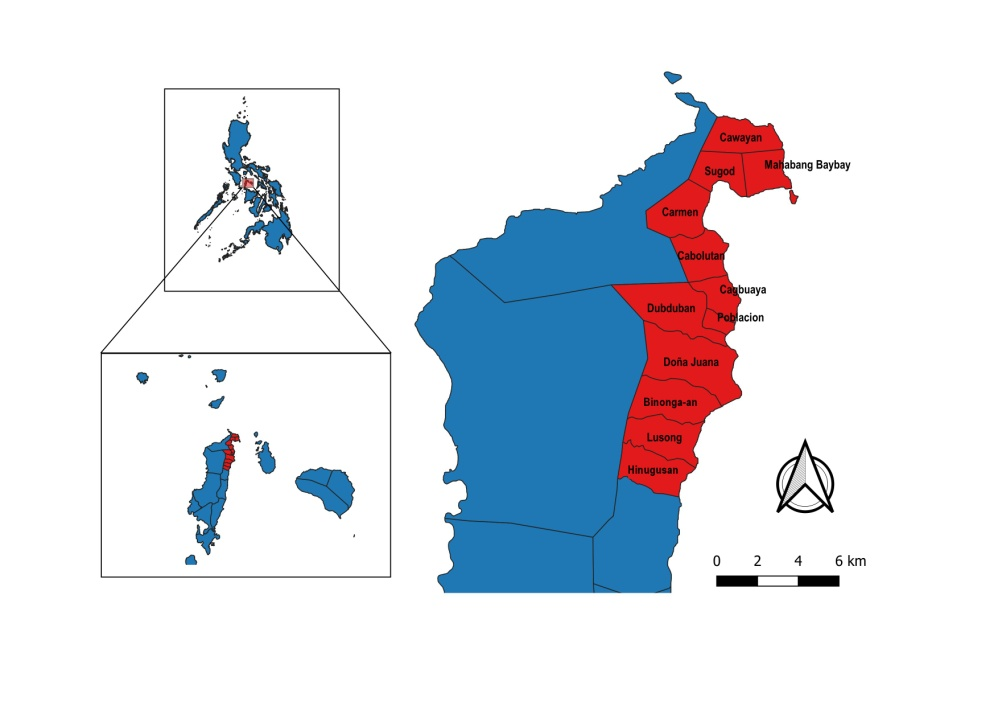 Cawayan
Mahabang Baybay
Sugod
Carmen
Cabolutan
Cagbuaya
Dubduban
Poblacion
Doña Juana
Binonga-an
Lusong
Hinugusan
0 2 4 6 km